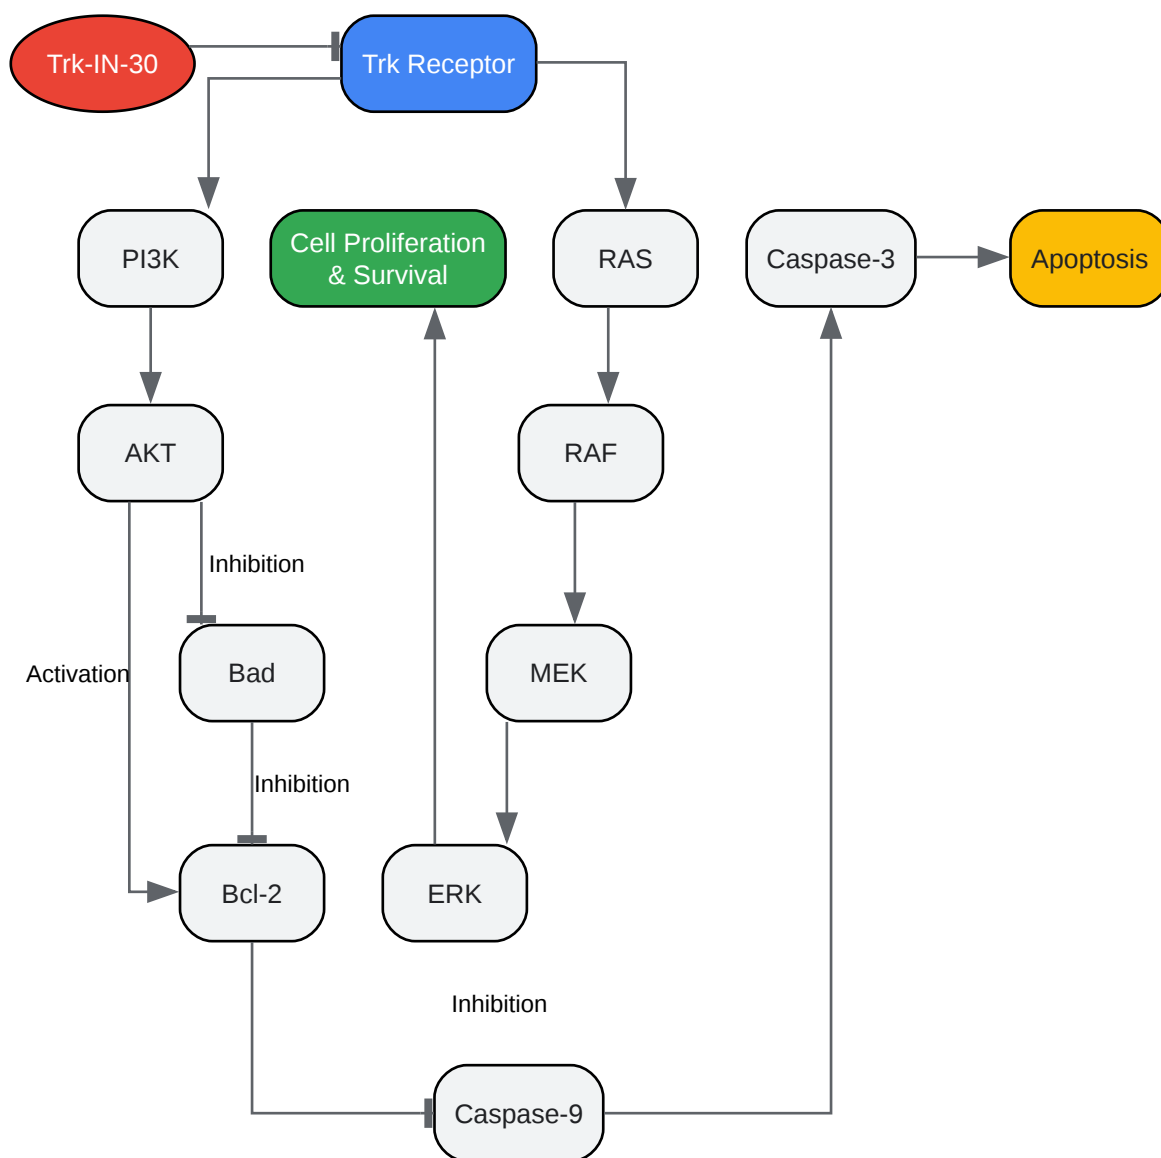 Trk-IN-30
Trk Receptor
PI3K
Cell Proliferation
& Survival
RAS
Caspase-3
Apoptosis
AKT
RAF
Inhibition
Activation
Bad
MEK
Inhibition
Bcl-2
ERK
Inhibition
Caspase-9